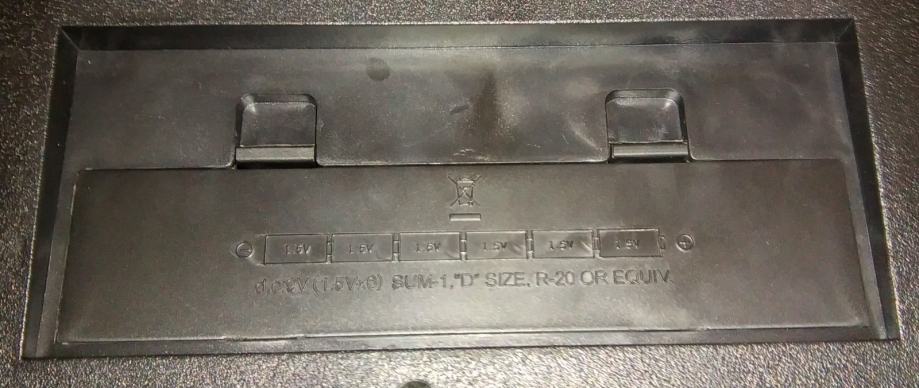 ⊖ 1.5V 1.5V 1.5V 1.5V 1.5V 1.5V ⊕
d.c.9V(1.5V×6) SUM-1,"D" SIZE, R-20 OR EQUIV.